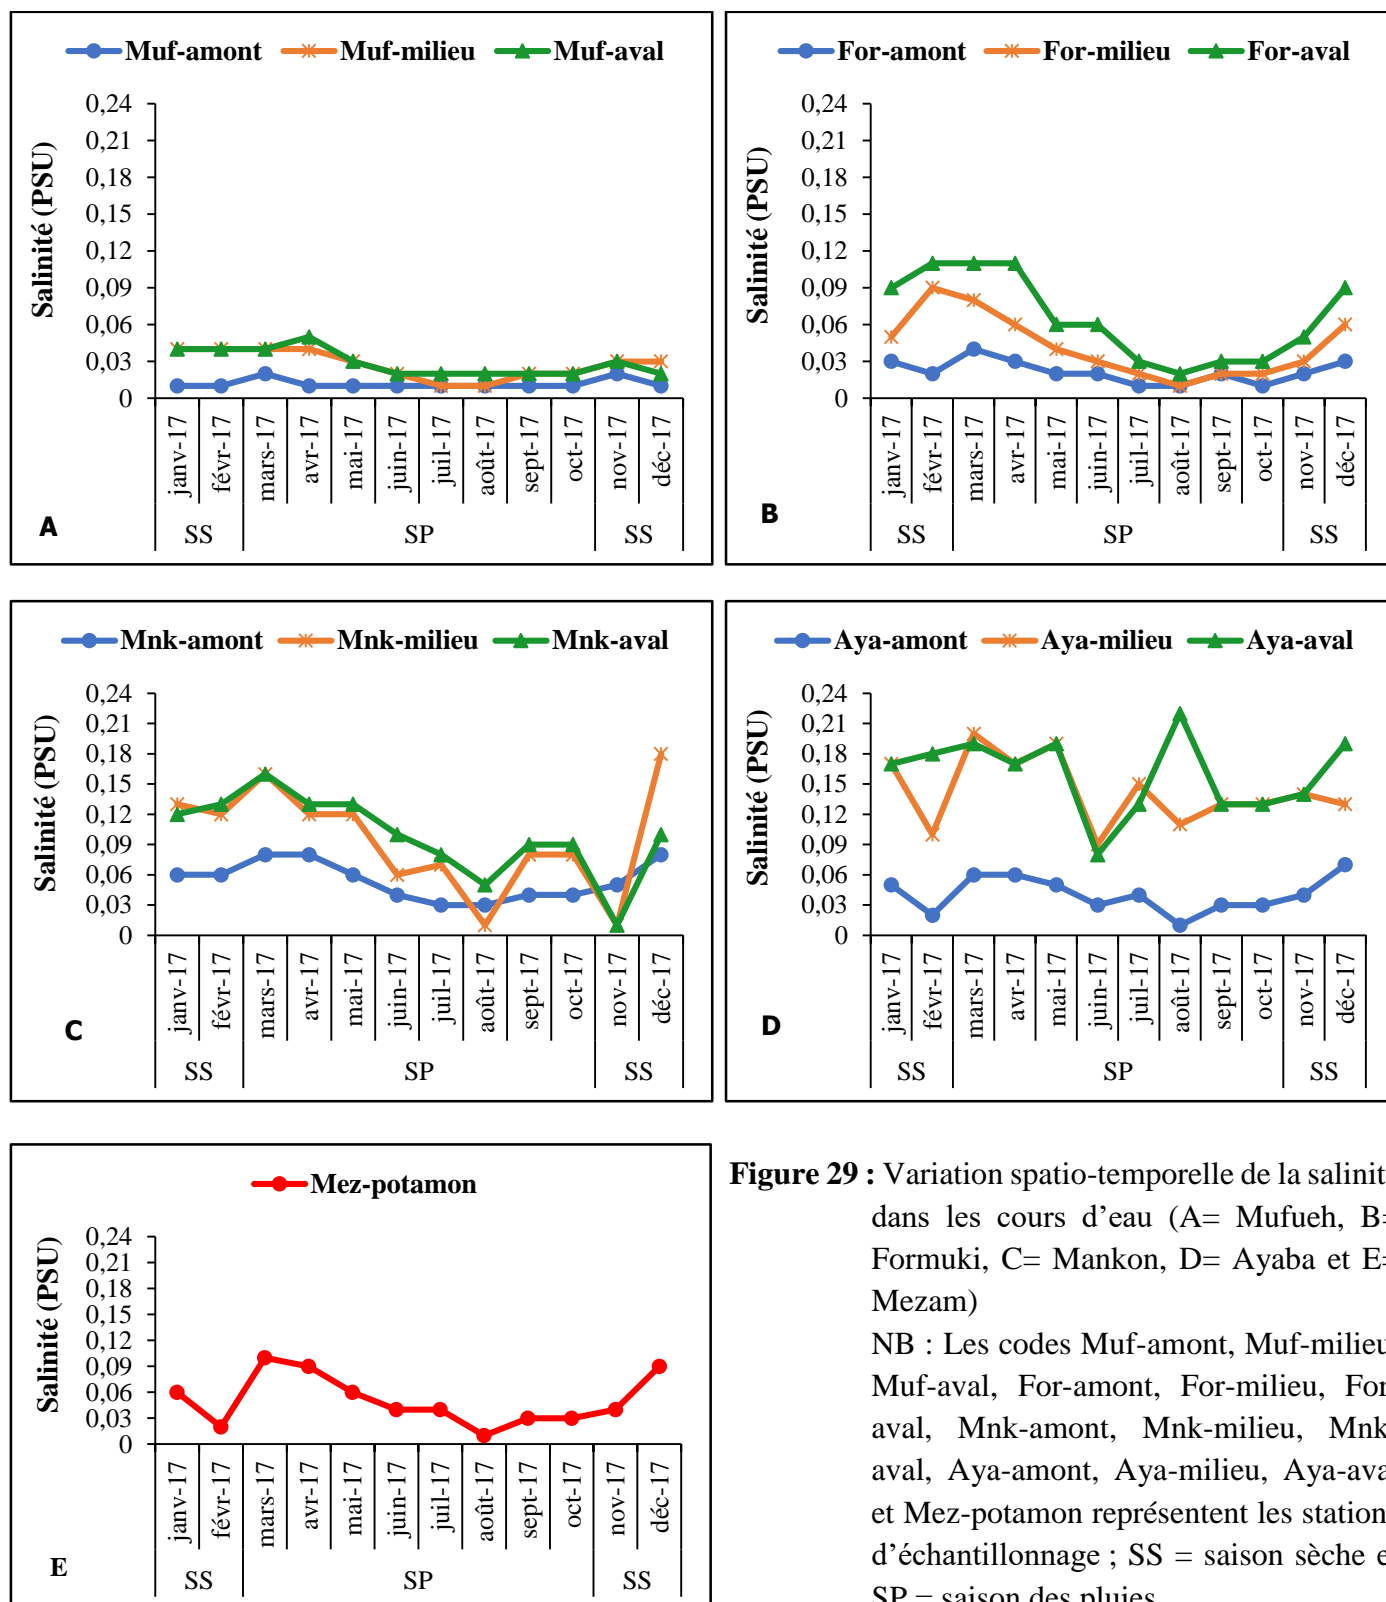 Muf-amont Muf-milieu Muf-aval
Salinité (PSU)
0,24
0,21
0,18
0,15
0,12
0,09
0,06
0,03
0
janv-17 févr-17 mars-17 avr-17 mai-17 juin-17 juil-17 août-17 sept-17 oct-17 nov-17 déc-17
SS SP SS
A
For-amont For-milieu For-aval
Salinité (PSU)
0,24
0,21
0,18
0,15
0,12
0,09
0,06
0,03
0
janv-17 févr-17 mars-17 avr-17 mai-17 juin-17 juil-17 août-17 sept-17 oct-17 nov-17 déc-17
SS SP SS
B
Mnk-amont Mnk-milieu Mnk-aval
Salinité (PSU)
0,24
0,21
0,18
0,15
0,12
0,09
0,06
0,03
0
janv-17 févr-17 mars-17 avr-17 mai-17 juin-17 juil-17 août-17 sept-17 oct-17 nov-17 déc-17
SS SP SS
C
Aya-amont Aya-milieu Aya-aval
Salinité (PSU)
0,24
0,21
0,18
0,15
0,12
0,09
0,06
0,03
0
janv-17 févr-17 mars-17 avr-17 mai-17 juin-17 juil-17 août-17 sept-17 oct-17 nov-17 déc-17
SS SP SS
D
Mez-potamon
Salinité (PSU)
0,24
0,21
0,18
0,15
0,12
0,09
0,06
0,03
0
janv-17 févr-17 mars-17 avr-17 mai-17 juin-17 juil-17 août-17 sept-17 oct-17 nov-17 déc-17
SS SP SS
E
Figure 29 : Variation spatio-temporelle de la salinit
dans les cours d’eau (A= Mufueh, B=
Formuki, C= Mankon, D= Ayaba et E=
Mezam)
NB : Les codes Muf-amont, Muf-milieu
Muf-aval, For-amont, For-milieu, For-
aval, Mnk-amont, Mnk-milieu, Mnk-
aval, Aya-amont, Aya-milieu, Aya-ava
et Mez-potamon représentent les station
d’échantillonnage ; SS = saison sèche e
SP = saison des pluies